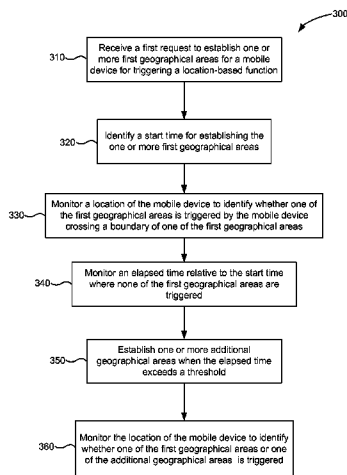 300
310
Receive a first request to establish one or
more first geographical areas for a mobile
device for triggering a location-based function
320
Identify a start time for establishing the
one or more first geographical areas
330
Monitor a location of the mobile device to identify whether one
of the first geographical areas is triggered by the mobile device
crossing a boundary of one of the first geographical areas
340
Monitor an elapsed time relative to the start time
where none of the first geographical areas are
triggered
350
Establish one or more additional
geographical areas when the elapsed time
exceeds a threshold
360
Monitor the location of the mobile device to identify
whether one of the first geographical areas or one
of the additional geographical areas is triggered